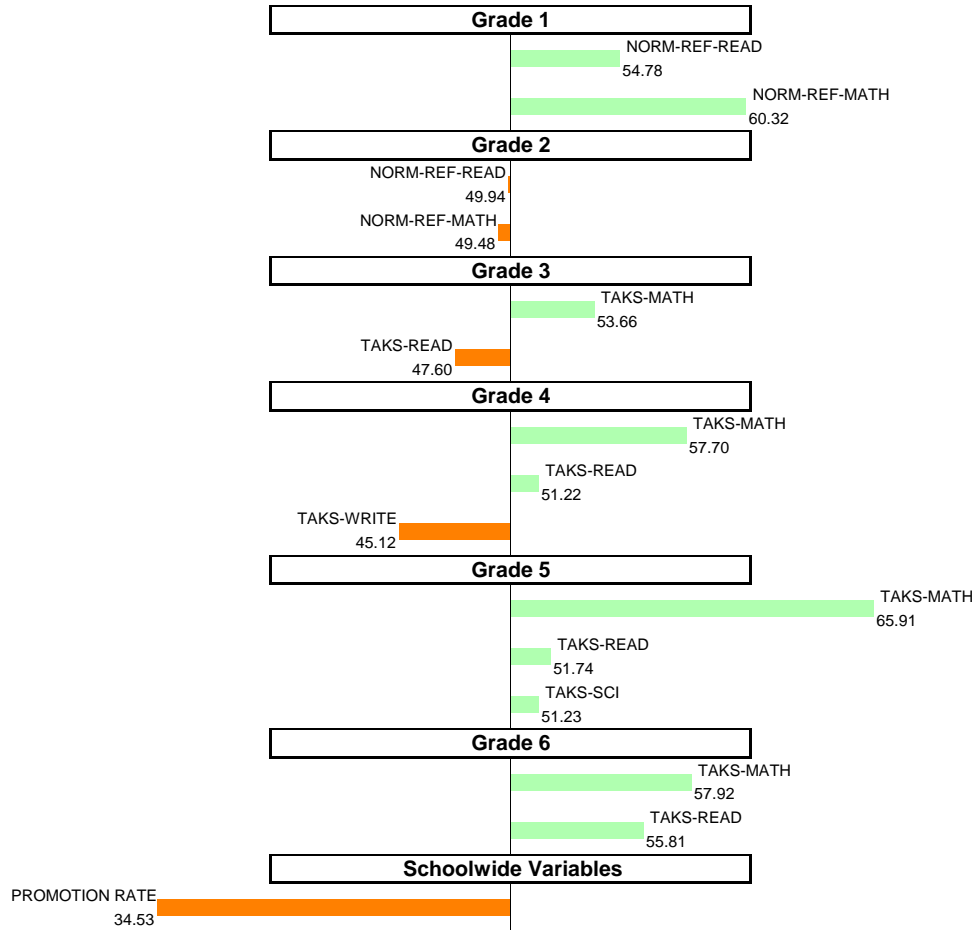 Grade 1
NORM-REF-READ
54.78
NORM-REF-MATH
60.32
Grade 2
NORM-REF-READ
49.94
NORM-REF-MATH
49.48
Grade 3
TAKS-MATH
53.66
TAKS-READ
47.60
Grade 4
TAKS-MATH
57.70
TAKS-READ
51.22
TAKS-WRITE
45.12
Grade 5
TAKS-MATH
65.91
TAKS-READ
51.74
TAKS-SCI
51.23
Grade 6
TAKS-MATH
57.92
TAKS-READ
55.81
Schoolwide Variables
PROMOTION RATE
34.53